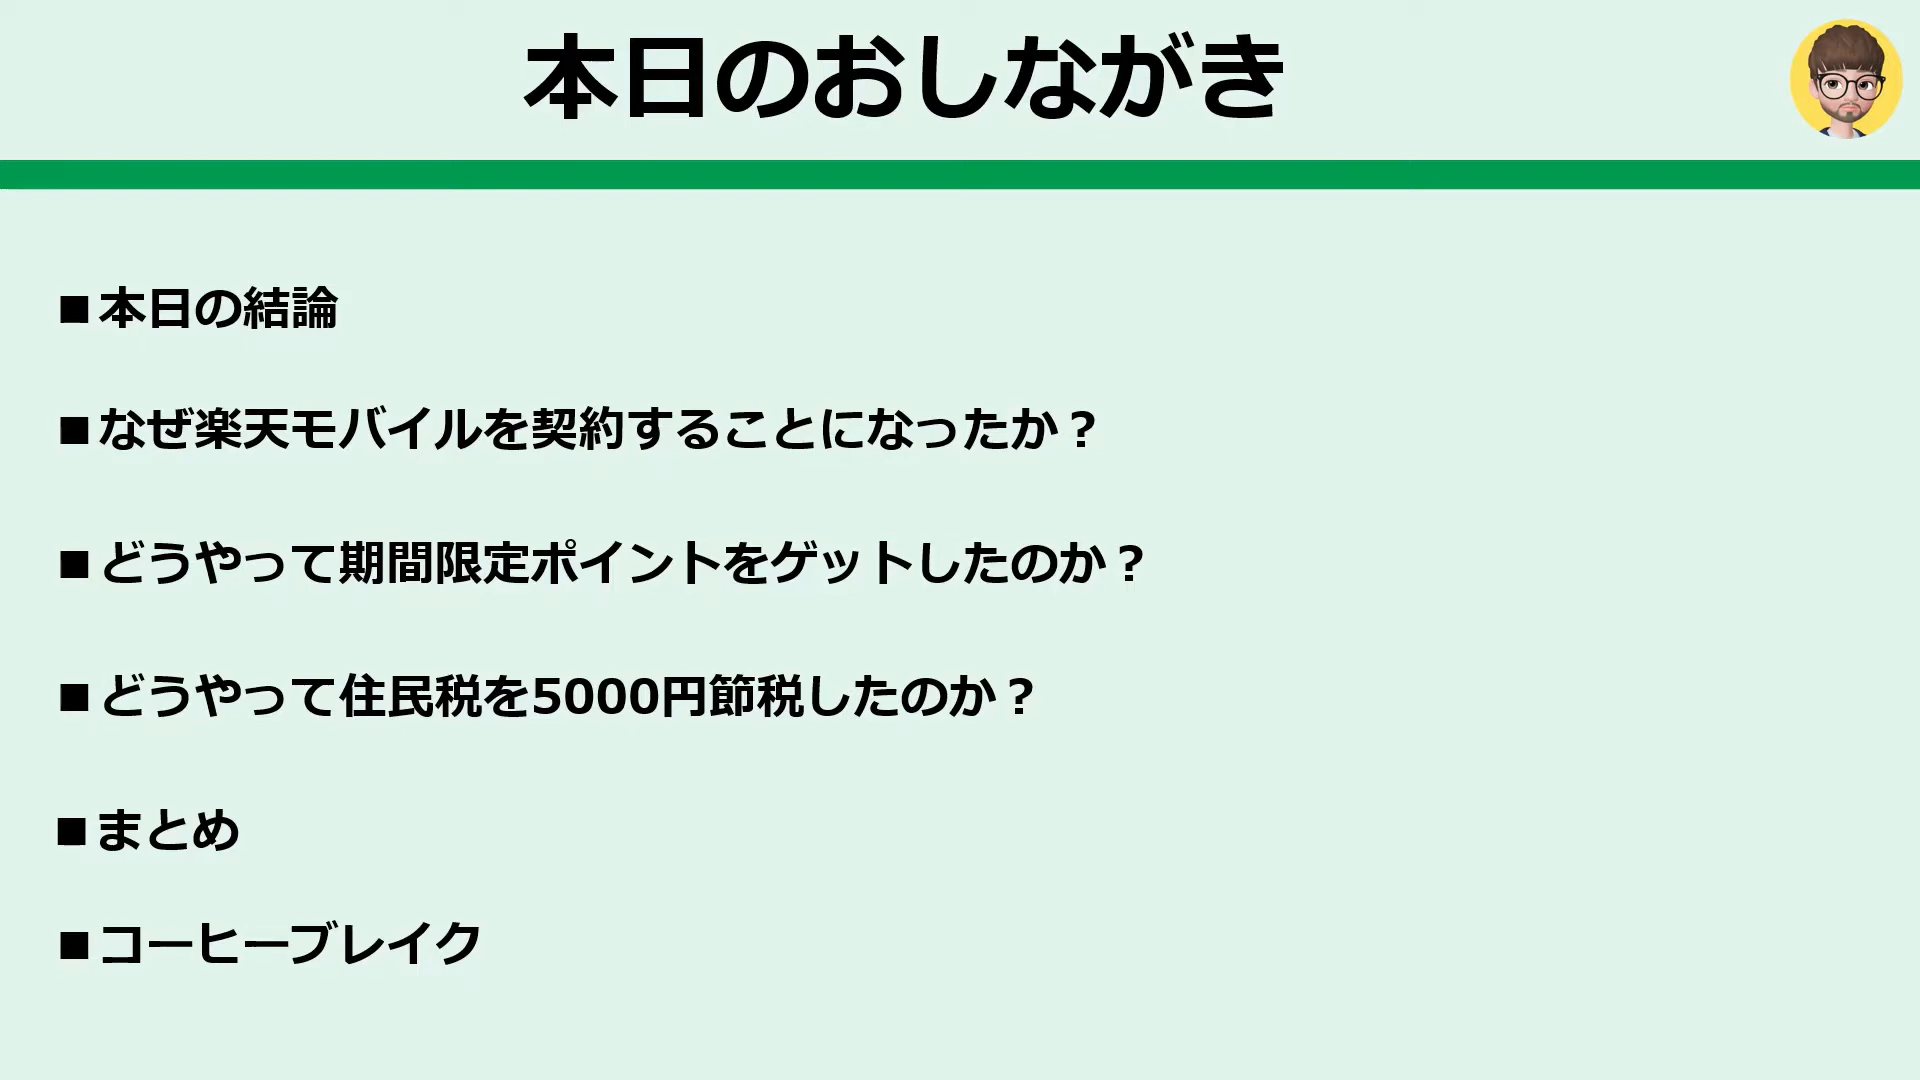 本日のおしながき
■本日の結論
■なぜ楽天モバイルを契約することになったか？
■どうやって期間限定ポイントをゲットしたのか？
■どうやって住民税を5000円節税したのか？
■まとめ
■コーヒーブレイク